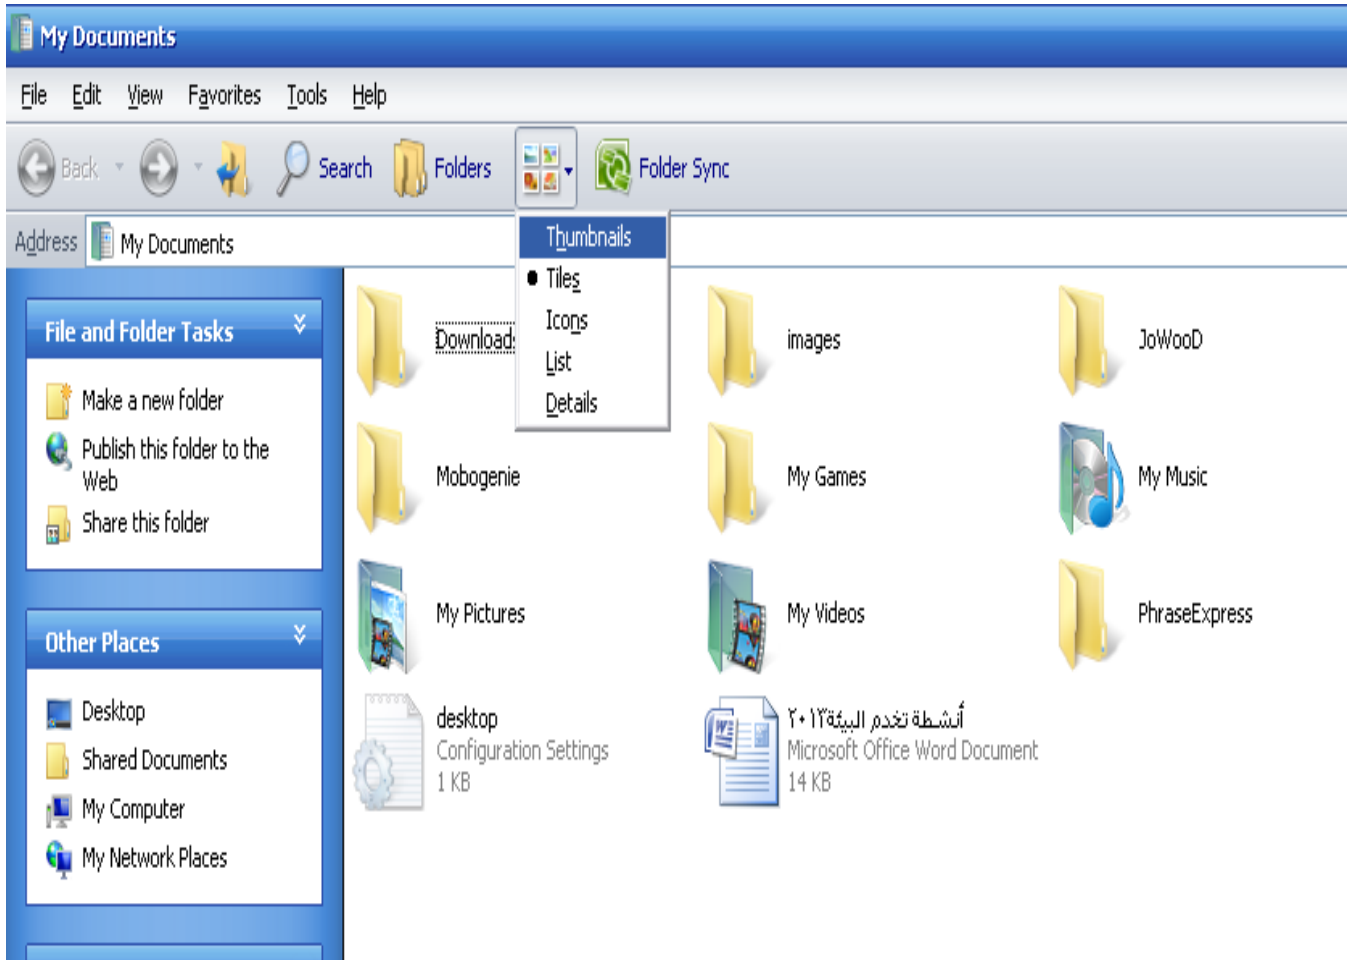 My Documents
File Edit View Favorites Tools Help
Back Search Folders Folder Sync
Address My Documents
Thumbnails
Tiles
Icons
List
Details
File and Folder Tasks
Make a new folder
Publish this folder to the
Web
Share this folder
Other Places
Desktop
Shared Documents
My Computer
My Network Places
Downloads
images
JoWooD
Mobogenie
My Games
My Music
My Pictures
My Videos
PhraseExpress
desktop
Configuration Settings
1 KB
أنشطة تخدم البيئة٢٠١٣
Microsoft Office Word Document
14 KB